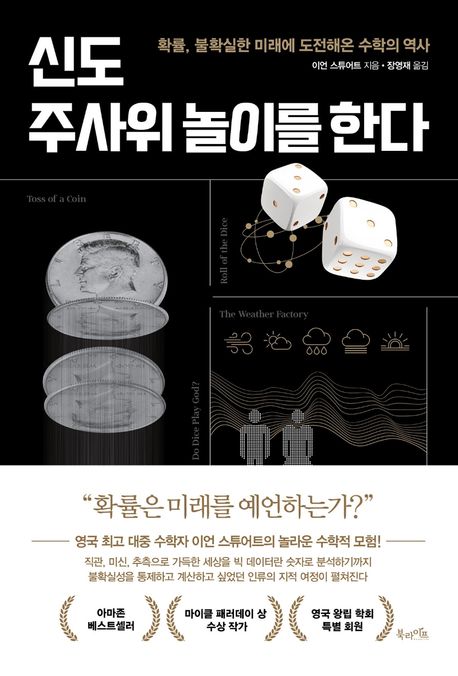 확률, 불확실한 미래에 도전해온 수학의 역사
이언 스튜어트 지음 • 장영재 옮김
신도
주사위 놀이를 한다
Toss of a Coin
Roll of the Dice
The Weather Factory
Do Dice Play God?
“확률은 미래를 예언하는가?”
영국 최고 대중 수학자 이언 스튜어트의 놀라운 수학적 모험!
직관, 미신, 추측으로 가득한 세상을 빅 데이터란 숫자로 분석하기까지
불확실성을 통제하고 계산하고 싶었던 인류의 지적 여정이 펼쳐진다
아마존
베스트셀러
마이클 패러데이 상
수상 작가
영국 왕립 학회
특별 회원
북라이프